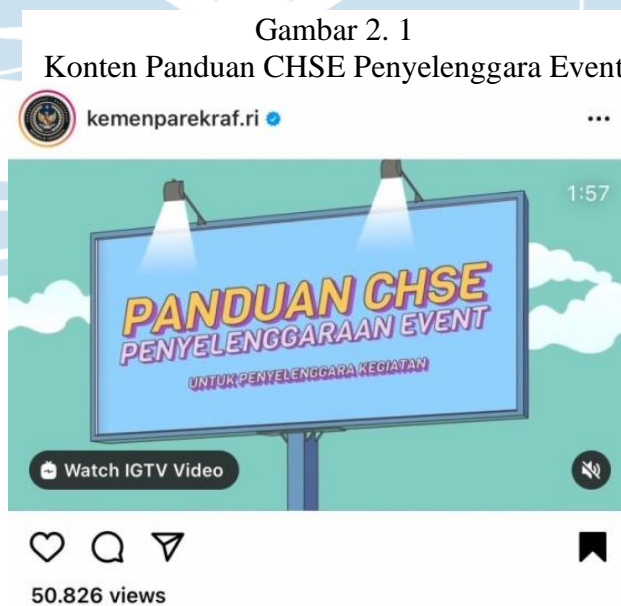 Gambar 2. 1
Konten Panduan CHSE Penyelenggara Event
kemenparekraf.ri
1:57
PANDUAN CHSE
PENYELENGGARAAN EVENT
UNTUK PENYELENGGARA KEGIATAN
Watch IGTV Video
50.826 views